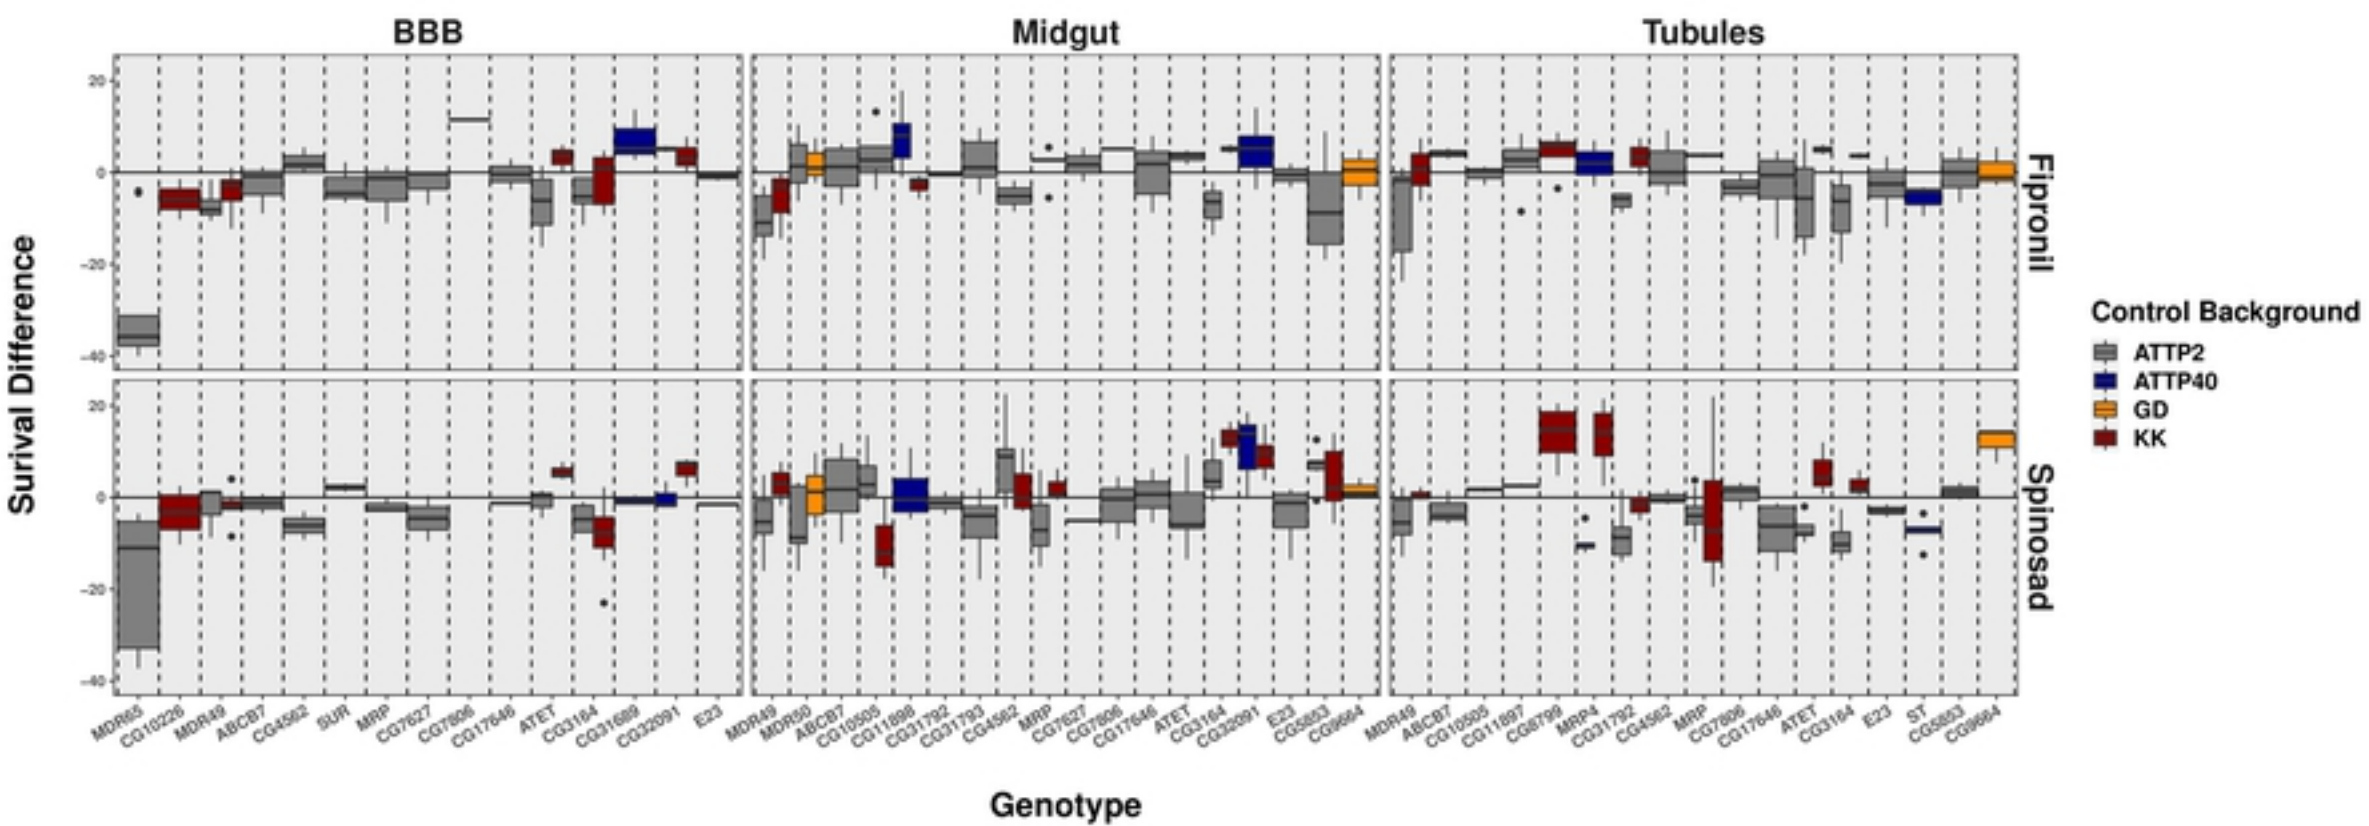 BBB
Midgut
Tubules
Surival Difference
20
0
-20
-40
Fipronil
20
0
-20
-40
Spinosad
MDR65
CG10226
MDR49
ABCB7
CG4562
SUR
MRP
CG7627
CG7806
CG17646
ATET
CG3164
CG31689
CG32091
E23
MDR49
MDR50
ABCB7
CG10505
CG11898
CG31792
CG31793
CG4562
MRP
CG7627
CG7806
CG17646
ATET
CG3164
CG32091
E23
CG5853
CG9664
MDR49
ABCB7
CG10505
CG11897
CG8799
MRP4
CG31792
CG4562
MRP
CG7806
CG17646
ATET
CG3164
E23
ST
CG5853
CG9664
Genotype
Control Background
ATTP2
ATTP40
GD
KK